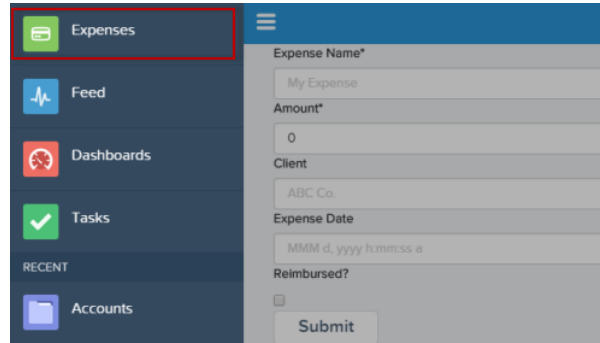 Expenses
Feed
Dashboards
Tasks
RECENT
Accounts
Expense Name*
My Expense
Amount*
0
Client
ABC Co.
Expense Date
MMM d, yyyy h:mm:ss a
Reimbursed?
Submit